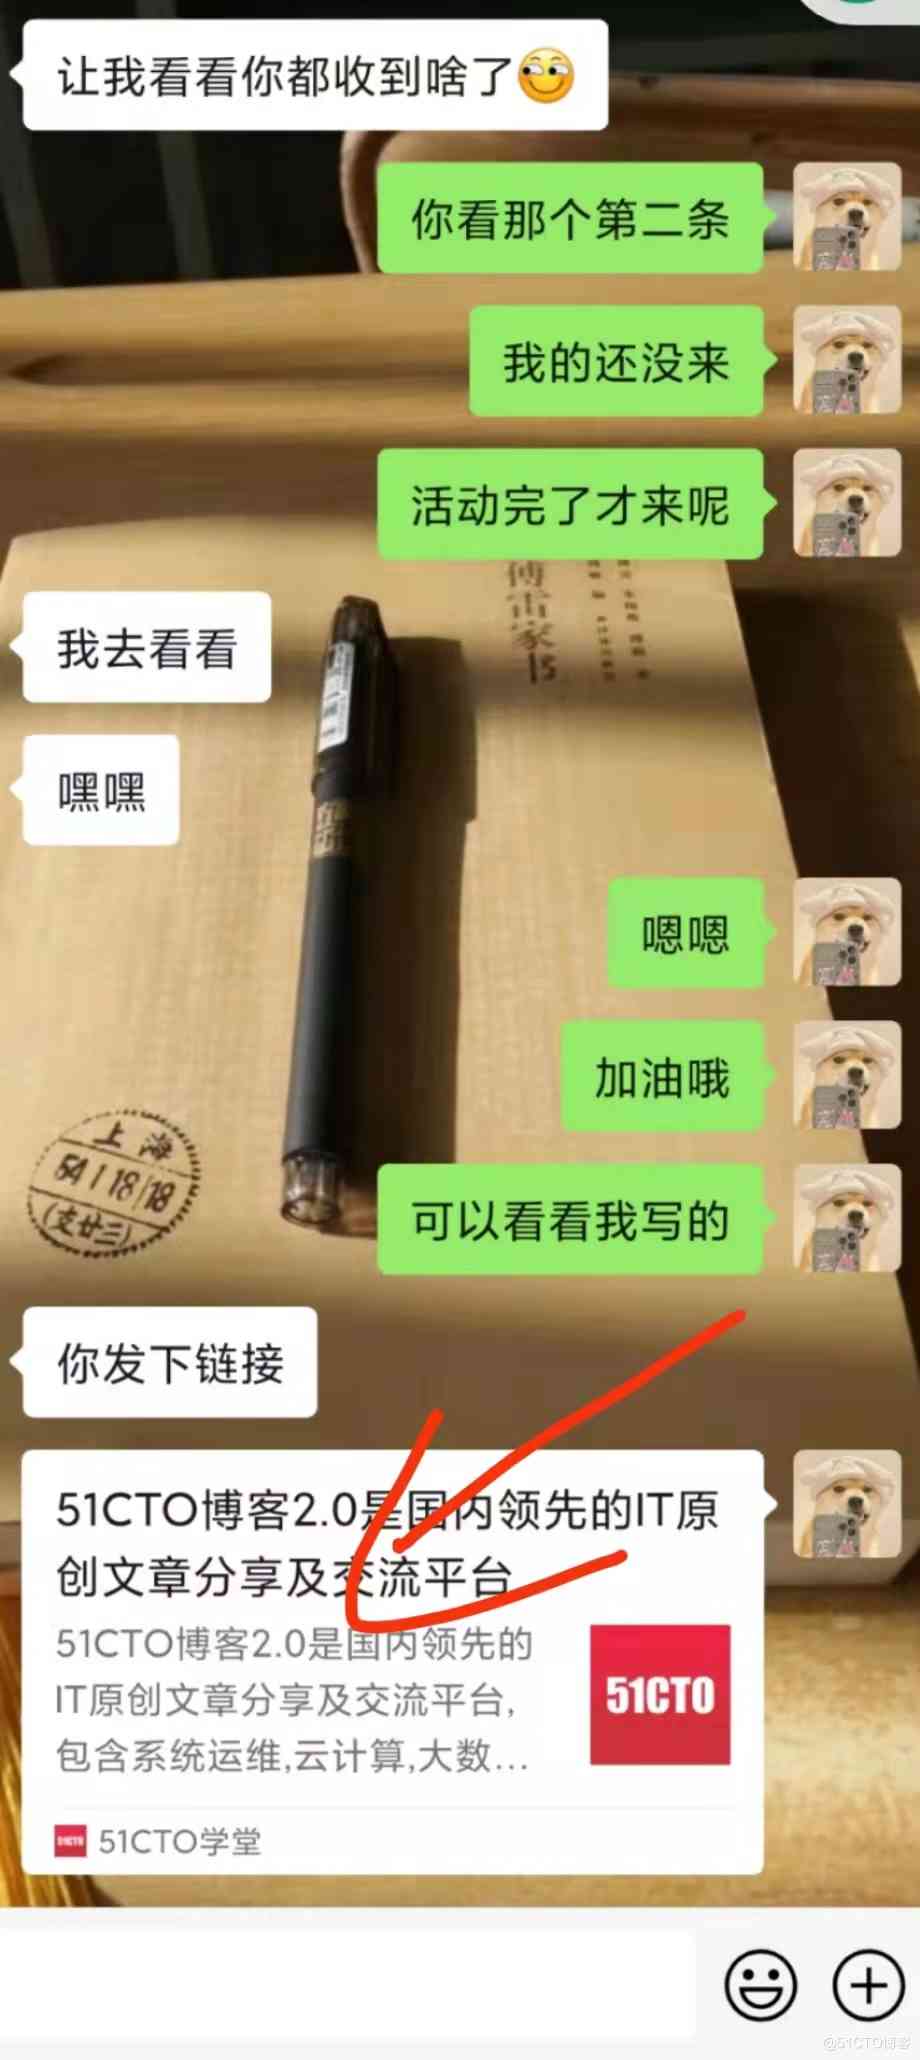 让我看看你都收到啥了
你看那个第二条
我的还没来
活动完了才来呢
傅雷家书
我去看看
嘿嘿
嗯嗯
加油哦
上海
54 1 18/18
(支廿三)
可以看看我写的
你发下链接
51CTO博客2.0是国内领先的IT原
创文章分享及交流平台
51CTO博客2.0是国内领先的
IT原创文章分享及交流平台,
包含系统运维,云计算,大数...
51CTO
51CTO
51CTO学堂
@51CTO博客